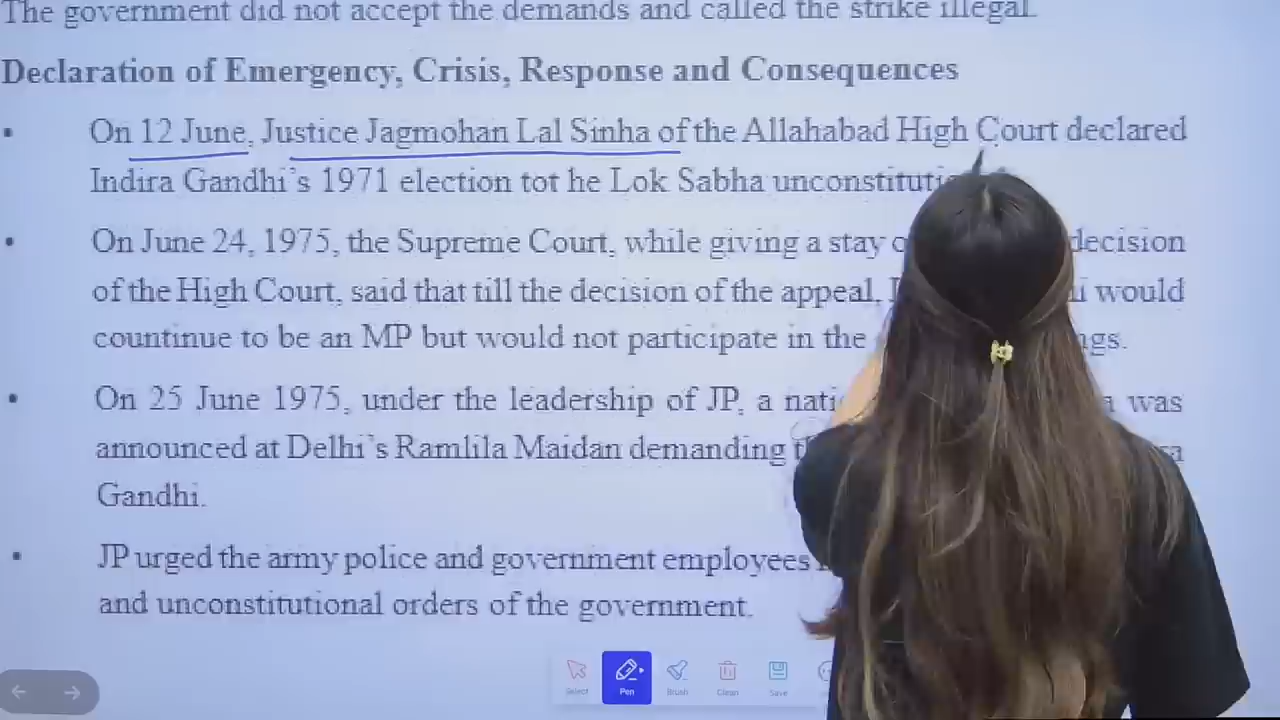 The government did not accept the demands and called the strike illegal.
Declaration of Emergency, Crisis, Response and Consequences
• On 12 June, Justice Jagmohan Lal Sinha of the Allahabad High Court declared
Indira Gandhi's 1971 election tot he Lok Sabha
• On June 24, 1975, the Supreme Court, while giving a stay decision
of the High Court, said that till the decision of the appeal, would
countinue to be an MP but would not participate in the
• On 25 June 1975, under the leadership of JP, a was
announced at Delhi's Ramlila Maidan demanding
Gandhi.
• JP urged the army police and government employees
and unconstitutional orders of the government.
Select Pen Brush Clean Save